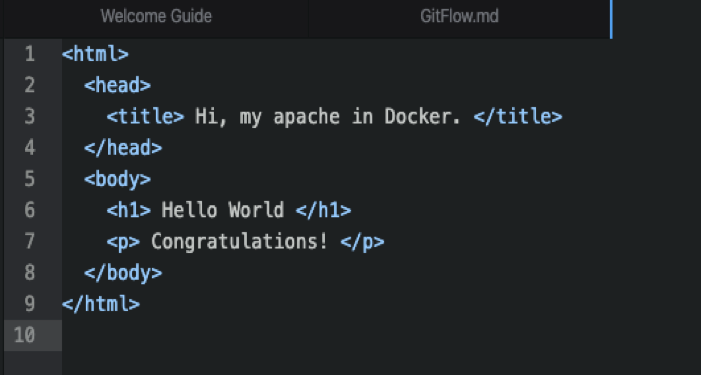 Welcome Guide GitFlow.md
1 <html>
2   <head>
3     <title> Hi, my apache in Docker. </title>
4   </head>
5   <body>
6     <h1> Hello World </h1>
7     <p> Congratulations! </p>
8   </body>
9 </html>
10